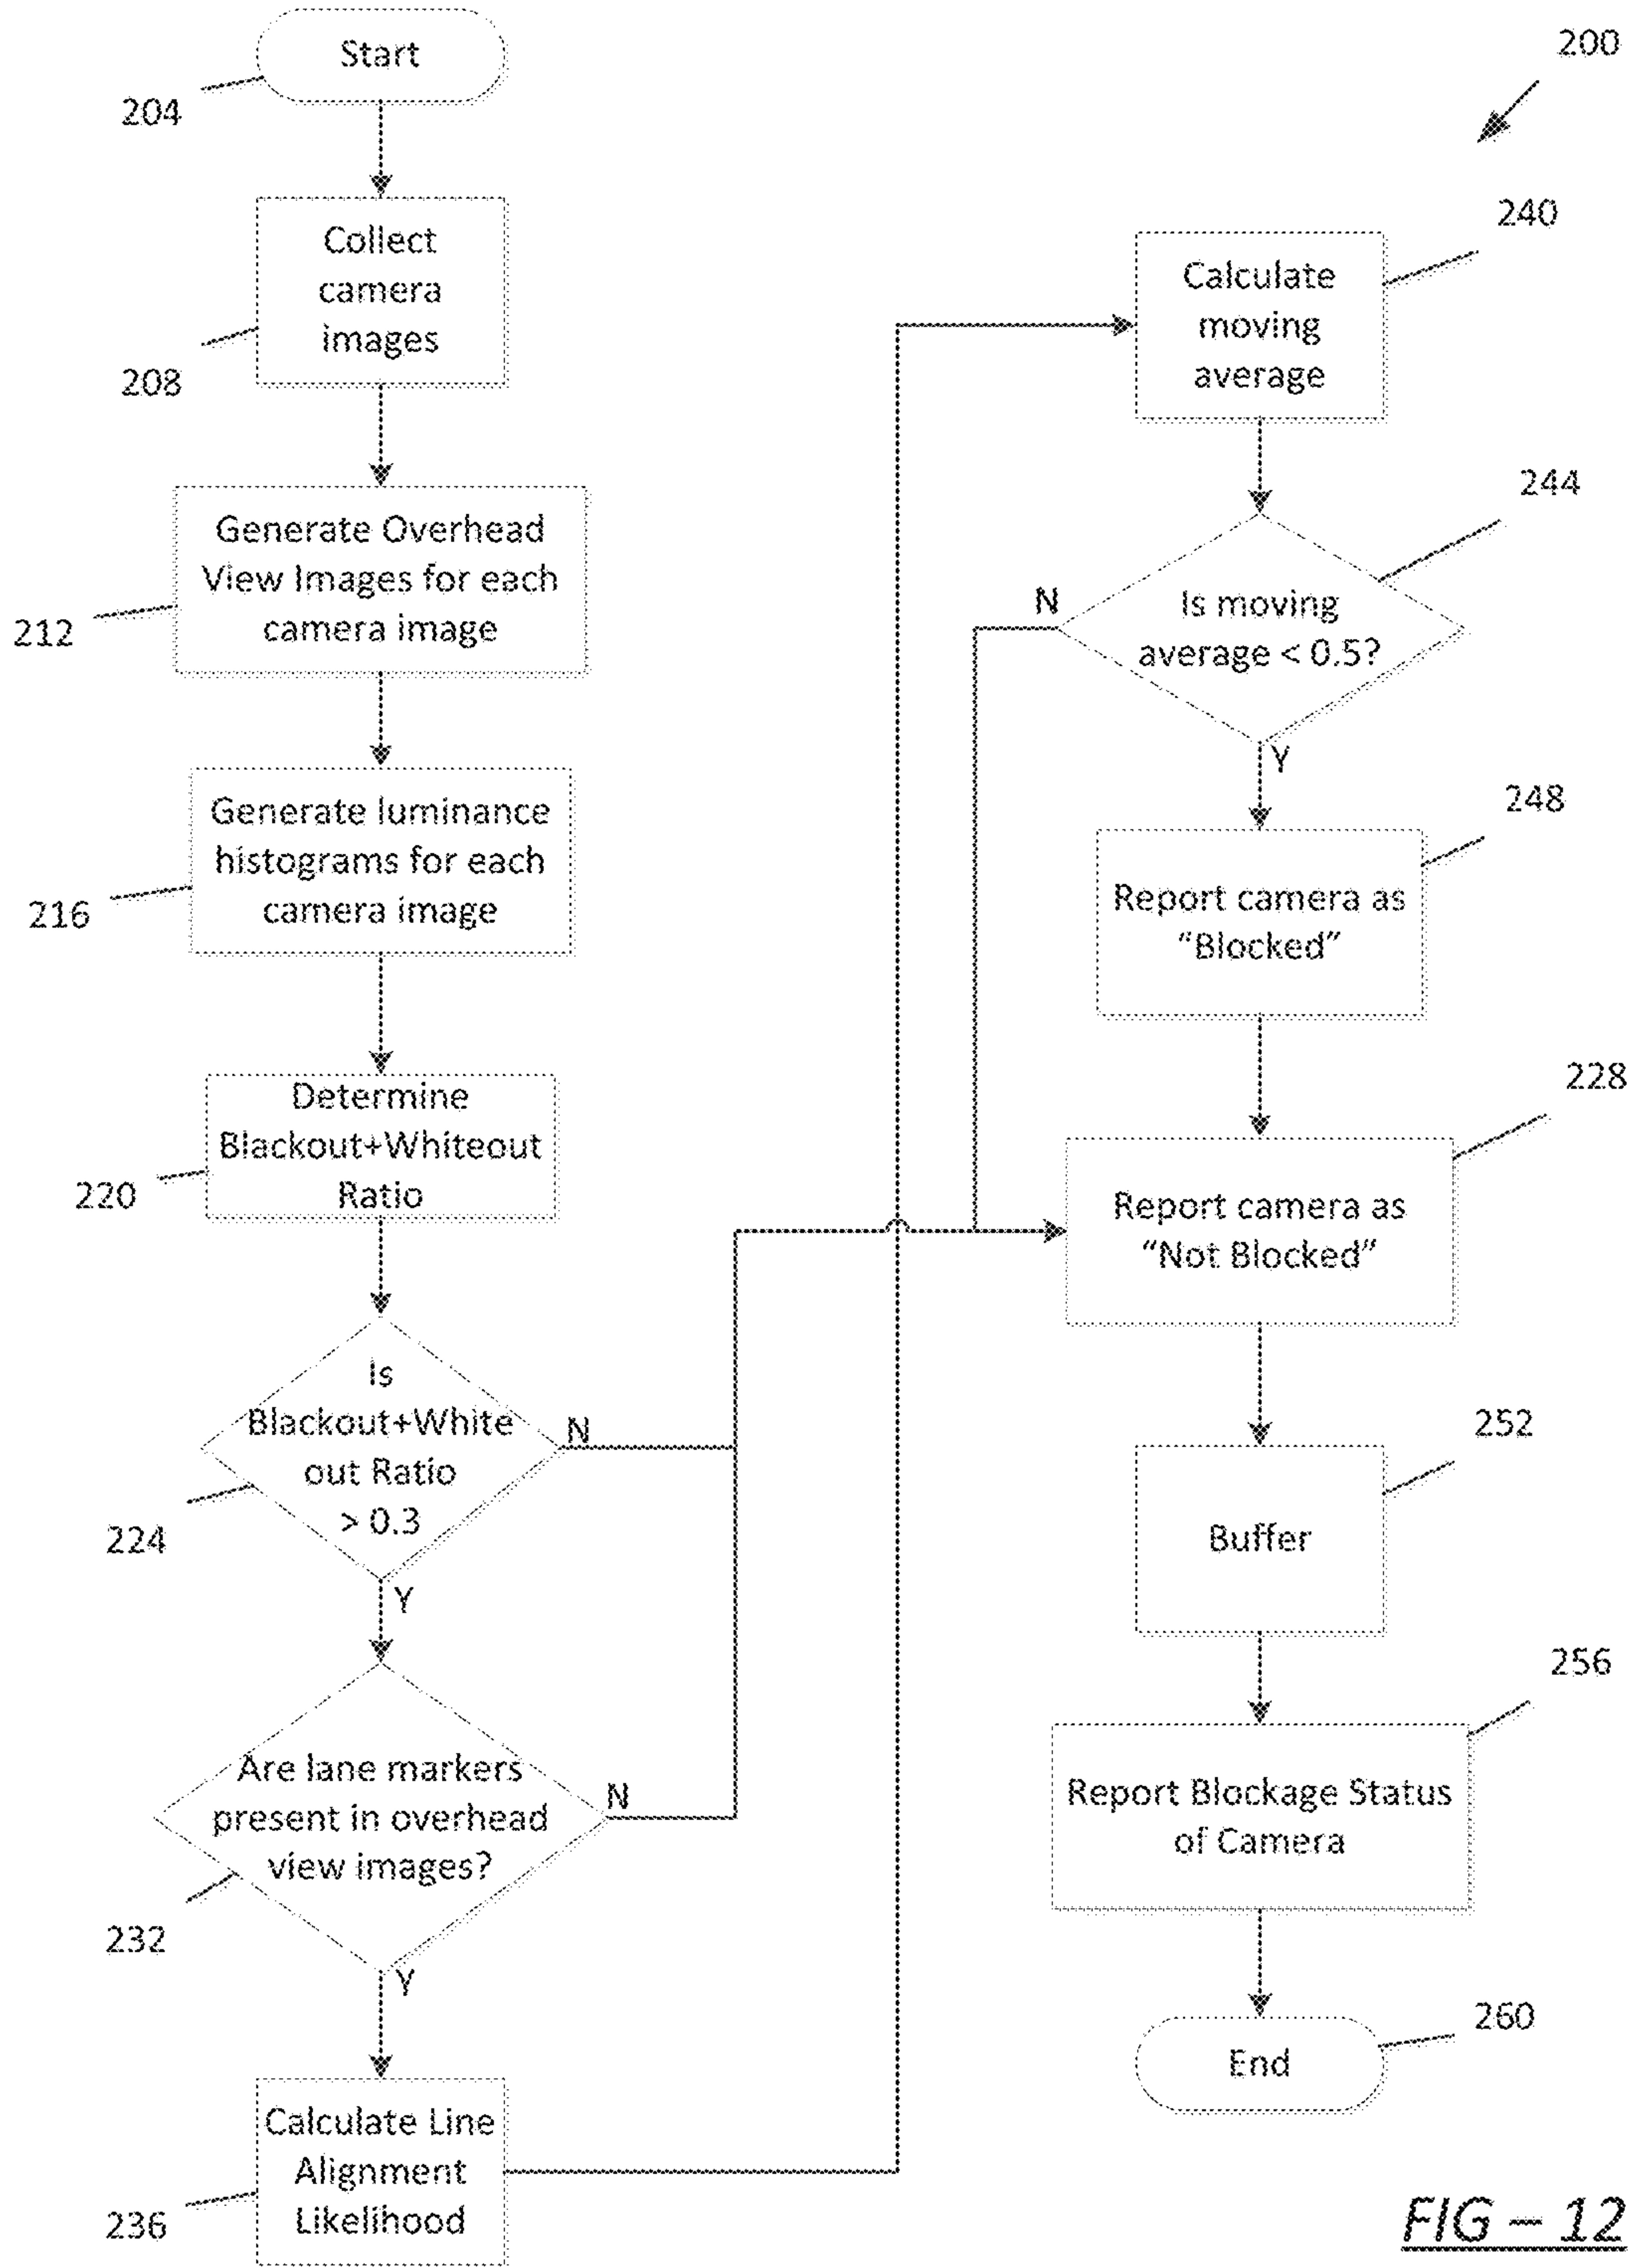 Start
204
Collect
camera
images
208
Generate Overhead
View Images for each
camera image
212
Generate luminance
histograms for each
camera image
216
Determine
Blackout+Whiteout
Ratio
220
Is
Blackout+White
out Ratio
> 0.3
N
224
Y
Are lane markers
present in overhead
view images?
N
232
Y
Calculate Line
Alignment
Likelihood
236
200
240
Calculate
moving
average
244
N
Is moving
average < 0.5?
Y
248
Report camera as
“Blocked”
228
Report camera as
“Not Blocked”
252
Buffer
256
Report Blockage Status
of Camera
260
End
FIG – 12